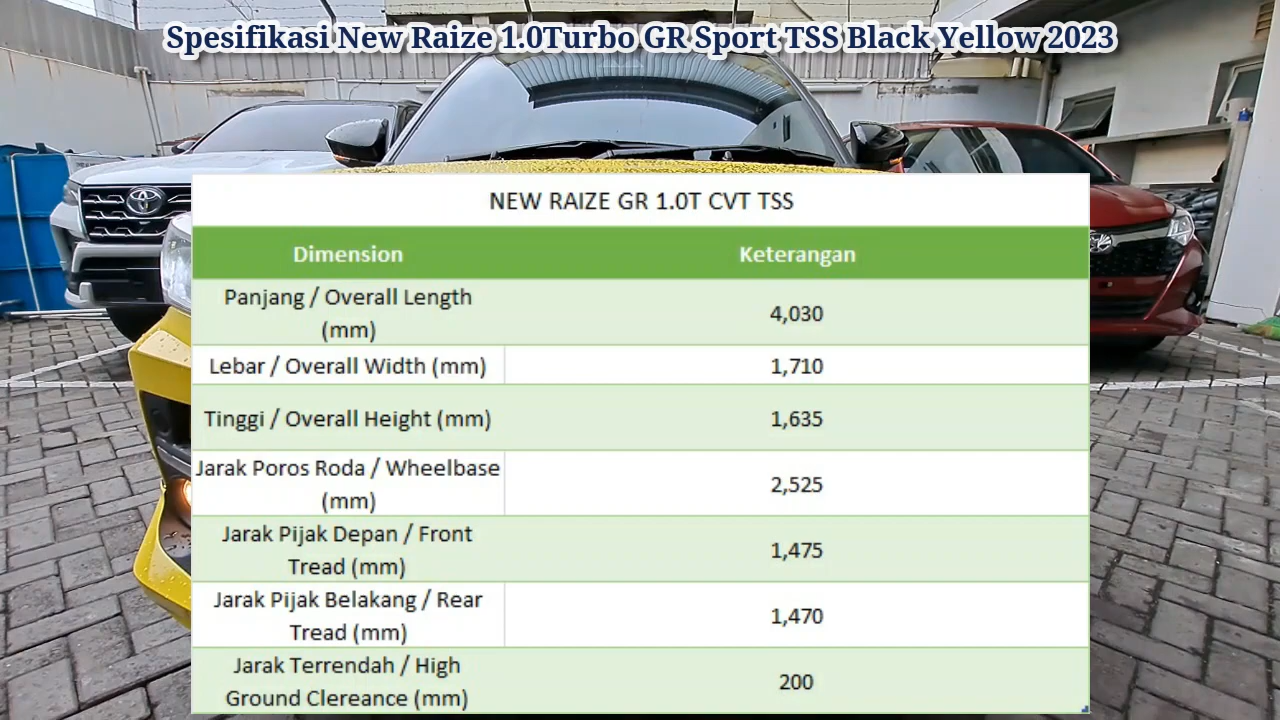 Spesifikasi New Raize 1.0Turbo GR Sport TSS Black Yellow 2023
NEW RAIZE GR 1.0T CVT TSS
Dimension Keterangan
Panjang / Overall Length
(mm)
4,030
Lebar / Overall Width (mm) 1,710
Tinggi / Overall Height (mm) 1,635
Jarak Poros Roda / Wheelbase
(mm)
2,525
Jarak Pijak Depan / Front
Tread (mm)
1,475
Jarak Pijak Belakang / Rear
Tread (mm)
1,470
Jarak Terrendah / High
Ground Clereance (mm)
200